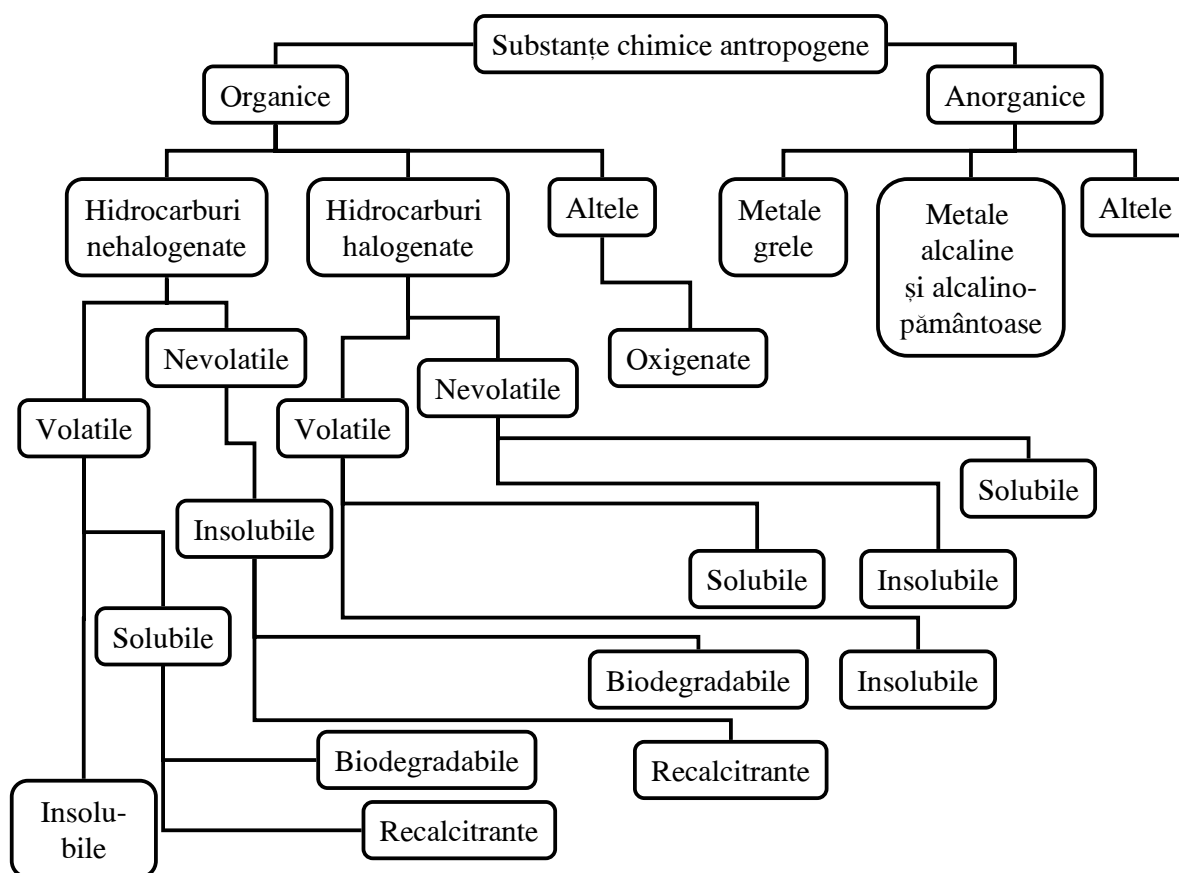 Substanțe chimice antropogene
Organice
Anorganice
Hidrocarburi
nehalogenate
Hidrocarburi
halogenate
Altele
Metale
grele
Metale
alcaline
și alcalino-
pământoase
Altele
Nevolatile
Oxigenate
Nevolatile
Volatile
Volatile
Solubile
Insolubile
Solubile
Insolubile
Solubile
Biodegradabile
Insolubile
Biodegradabile
Recalcitrante
Insolu-
bile
Recalcitrante